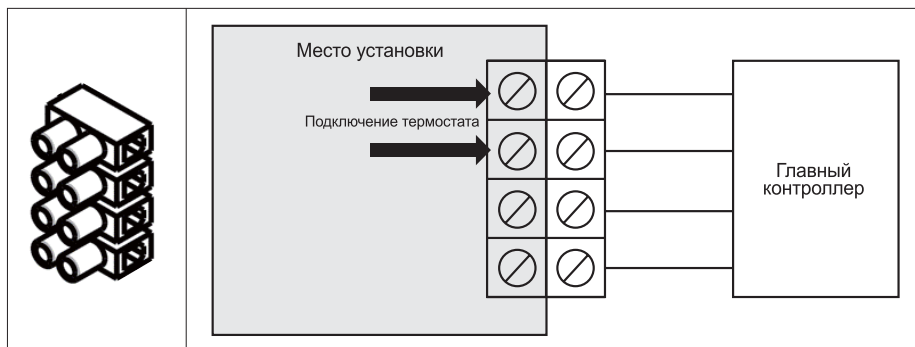 Место установки
Подключение термостата
Главный
контроллер